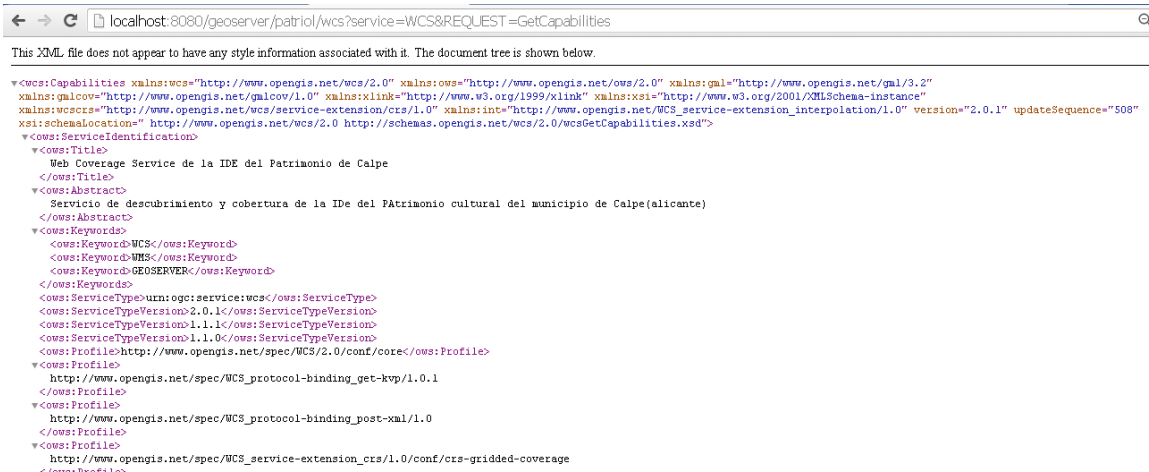 localhost:8080/geoserver/patriol/wcs?service=WCS&REQUEST=GetCapabilities
This XML file does not appear to have any style information associated with it. The document tree is shown below.
▼<wcs:Capabilities xmlns:wcs="http://www.opengis.net/wcs/2.0" xmlns:ows="http://www.opengis.net/ows/2.0" xmlns:gml="http://www.opengis.net/gml/3.2"
xmlns:gmlcov="http://www.opengis.net/gmlcov/1.0" xmlns:xlink="http://www.w3.org/1999/xlink" xmlns:xsi="http://www.w3.org/2001/XMLSchema-instance"
xmlns:wcscrs="http://www.opengis.net/wcs/service-extension/crs/1.0" xmlns:int="http://www.opengis.net/WCS_service-extension_interpolation/1.0" version="2.0.1" updateSequence="508"
xsi:schemaLocation=" http://www.opengis.net/wcs/2.0 http://schemas.opengis.net/wcs/2.0/wcsGetCapabilities.xsd">
▼<ows:ServiceIdentification>
▼<ows:Title>
Web Coverage Service de la IDE del Patrimonio de Calpe
</ows:Title>
▼<ows:Abstract>
Servicio de descubrimiento y cobertura de la IDe del PAtrimonio cultural del municipio de Calpe(alicante)
</ows:Abstract>
▼<ows:Keywords>
<ows:Keyword>WCS</ows:Keyword>
<ows:Keyword>WMS</ows:Keyword>
<ows:Keyword>GEOSERVER</ows:Keyword>
</ows:Keywords>
<ows:ServiceType>urn:ogc:service:wcs</ows:ServiceType>
<ows:ServiceTypeVersion>2.0.1</ows:ServiceTypeVersion>
<ows:ServiceTypeVersion>1.1.1</ows:ServiceTypeVersion>
<ows:ServiceTypeVersion>1.1.0</ows:ServiceTypeVersion>
<ows:Profile>http://www.opengis.net/spec/WCS/2.0/conf/core</ows:Profile>
▼<ows:Profile>
http://www.opengis.net/spec/WCS_protocol-binding_get-kvp/1.0.1
</ows:Profile>
▼<ows:Profile>
http://www.opengis.net/spec/WCS_protocol-binding_post-xml/1.0
</ows:Profile>
▼<ows:Profile>
http://www.opengis.net/spec/WCS_service-extension_crs/1.0/conf/crs-gridded-coverage
</ows:Profile>